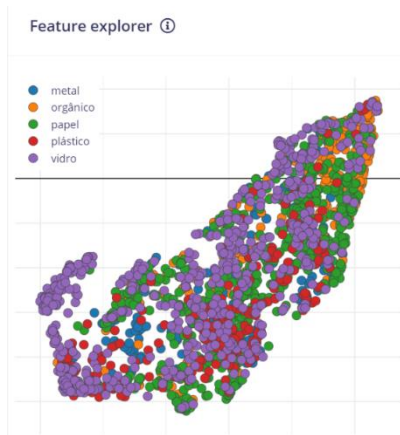 Feature explorer
metal
orgânico
papel
plástico
vidro